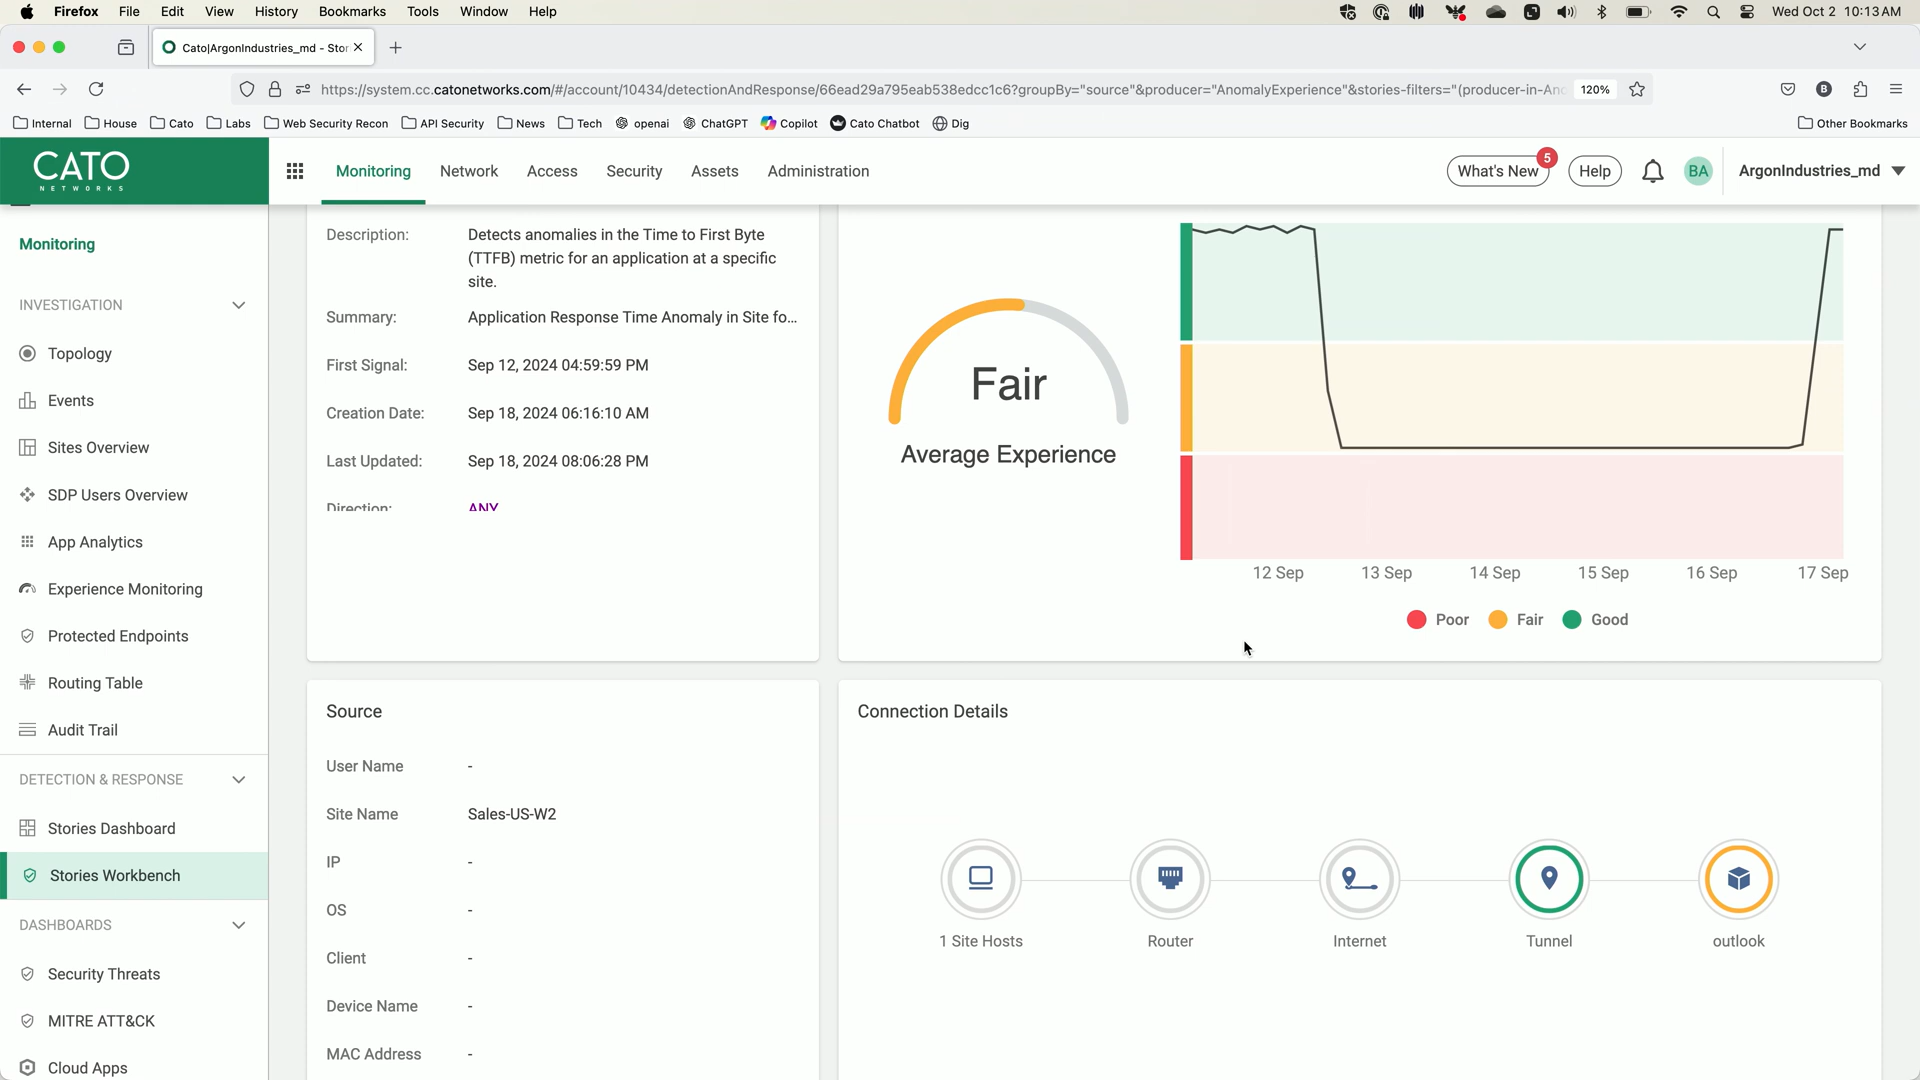 Firefox File Edit View History Bookmarks Tools Window Help
Wed Oct 2 10:13 AM
Cato|ArgonIndustries_md - Stor
https://system.cc.catonetworks.com/#/account/10434/detectionAndResponse/66ead29a795eab538edcc1c6?groupBy="source"&producer="AnomalyExperience"&stories-filters="(producer-in-Ano
120%
B
Internal House Cato Labs Web Security Recon API Security News Tech openai ChatGPT Copilot Cato Chatbot Dig
Other Bookmarks
CATO
NETWORKS
Monitoring Network Access Security Assets Administration
What's New
5
Help
BA
ArgonIndustries_md
Monitoring
INVESTIGATION
Topology
Events
Sites Overview
SDP Users Overview
App Analytics
Experience Monitoring
Protected Endpoints
Routing Table
Audit Trail
DETECTION & RESPONSE
Stories Dashboard
Stories Workbench
DASHBOARDS
Security Threats
MITRE ATT&CK
Cloud Apps
Description: Detects anomalies in the Time to First Byte
(TTFB) metric for an application at a specific
site.
Summary: Application Response Time Anomaly in Site fo...
First Signal: Sep 12, 2024 04:59:59 PM
Creation Date: Sep 18, 2024 06:16:10 AM
Last Updated: Sep 18, 2024 08:06:28 PM
Direction: ANY
Fair
Average Experience
12 Sep 13 Sep 14 Sep 15 Sep 16 Sep 17 Sep
Poor Fair Good
Source
User Name -
Site Name Sales-US-W2
IP -
OS -
Client -
Device Name -
MAC Address -
Connection Details
1 Site Hosts Router Internet Tunnel outlook